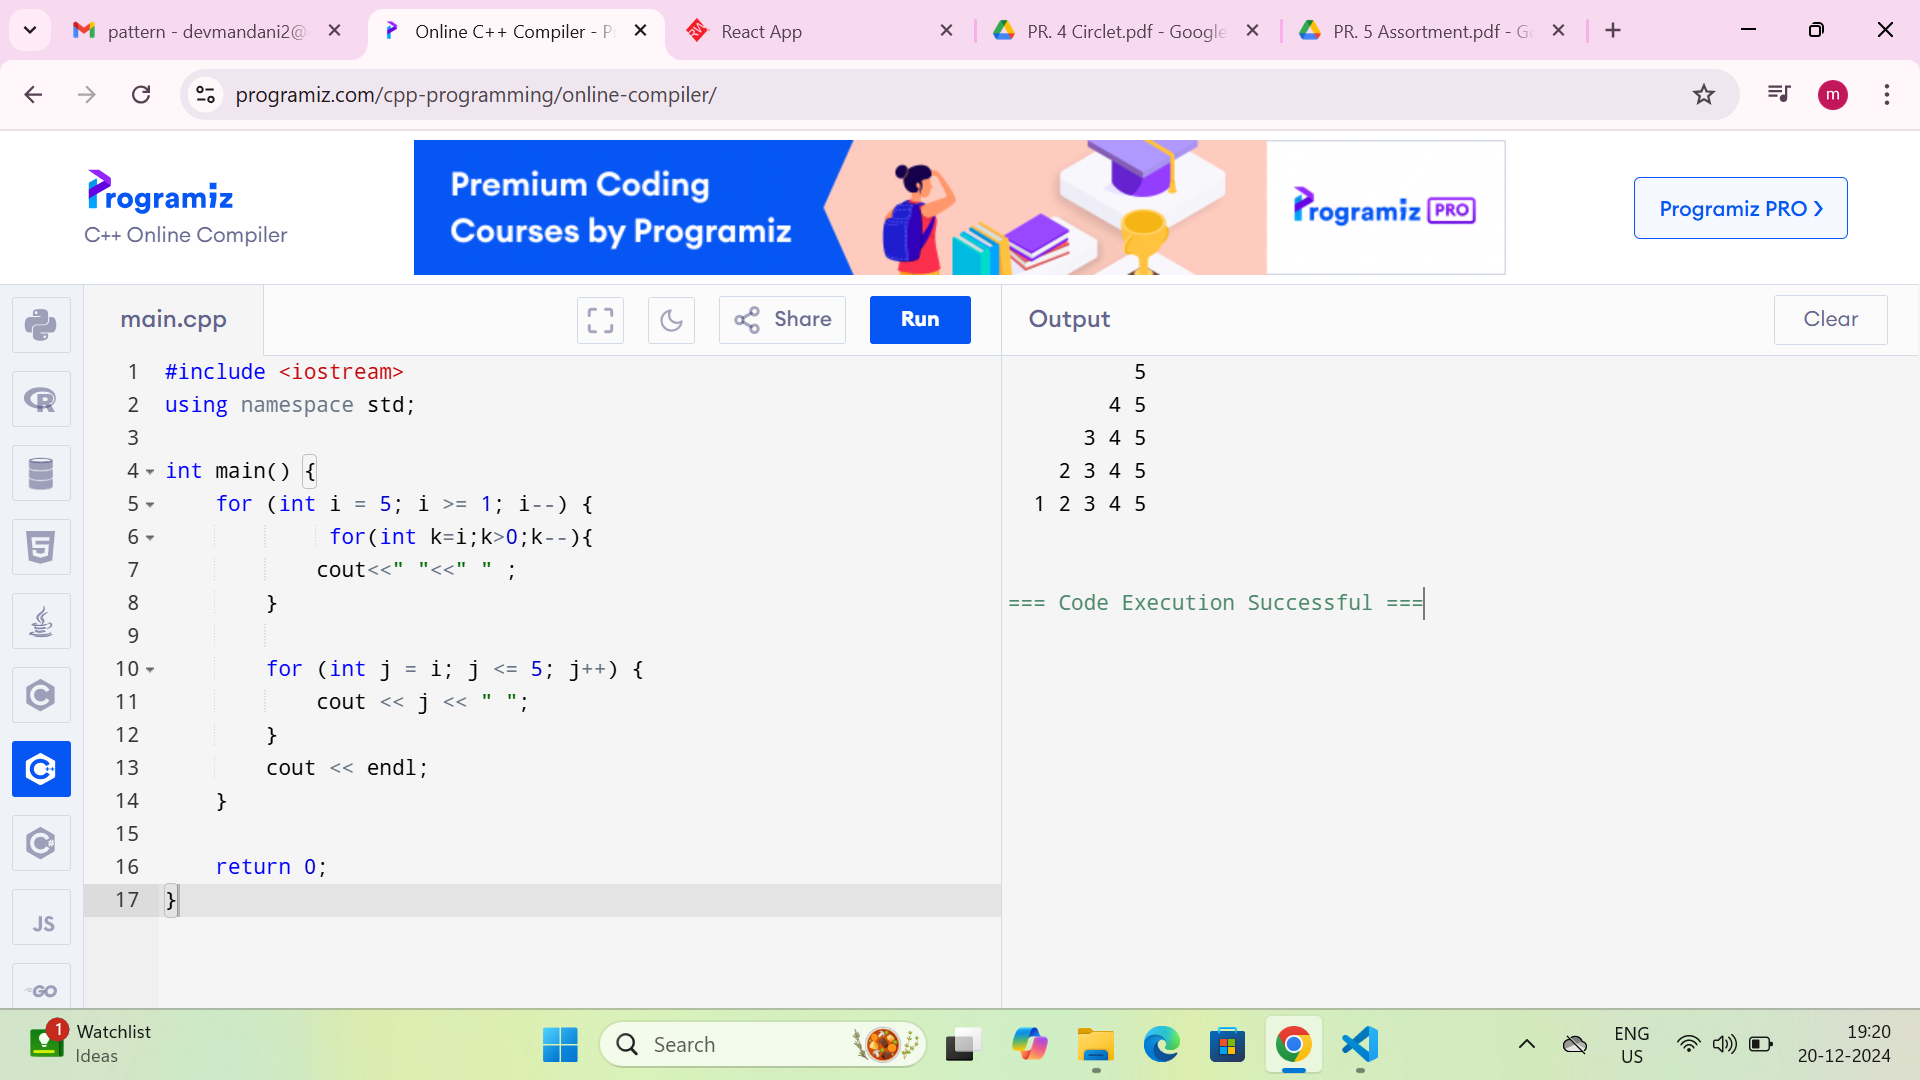 pattern - devmandani2@
Online C++ Compiler - P
React App
PR. 4 Circlet.pdf - Google
PR. 5 Assortment.pdf - G
programiz.com/cpp-programming/online-compiler/
m
Programiz
C++ Online Compiler
Premium Coding
Courses by Programiz
Programiz PRO
Programiz PRO
main.cpp
Share
Run
Output
Clear
1 #include <iostream>
2 using namespace std;
3
4 int main() {
5 for (int i = 5; i >= 1; i--) {
6 for(int k=i;k>0;k--){
7 cout<<" "<<" " ;
8 }
9
10 for (int j = i; j <= 5; j++) {
11 cout << j << " ";
12 }
13 cout << endl;
14 }
15
16 return 0;
17 }
5
4 5
3 4 5
2 3 4 5
1 2 3 4 5
=== Code Execution Successful ===
R
5
C
C++
C#
JS
GO
1
Watchlist
Ideas
Search
ENG
US
19:20
20-12-2024